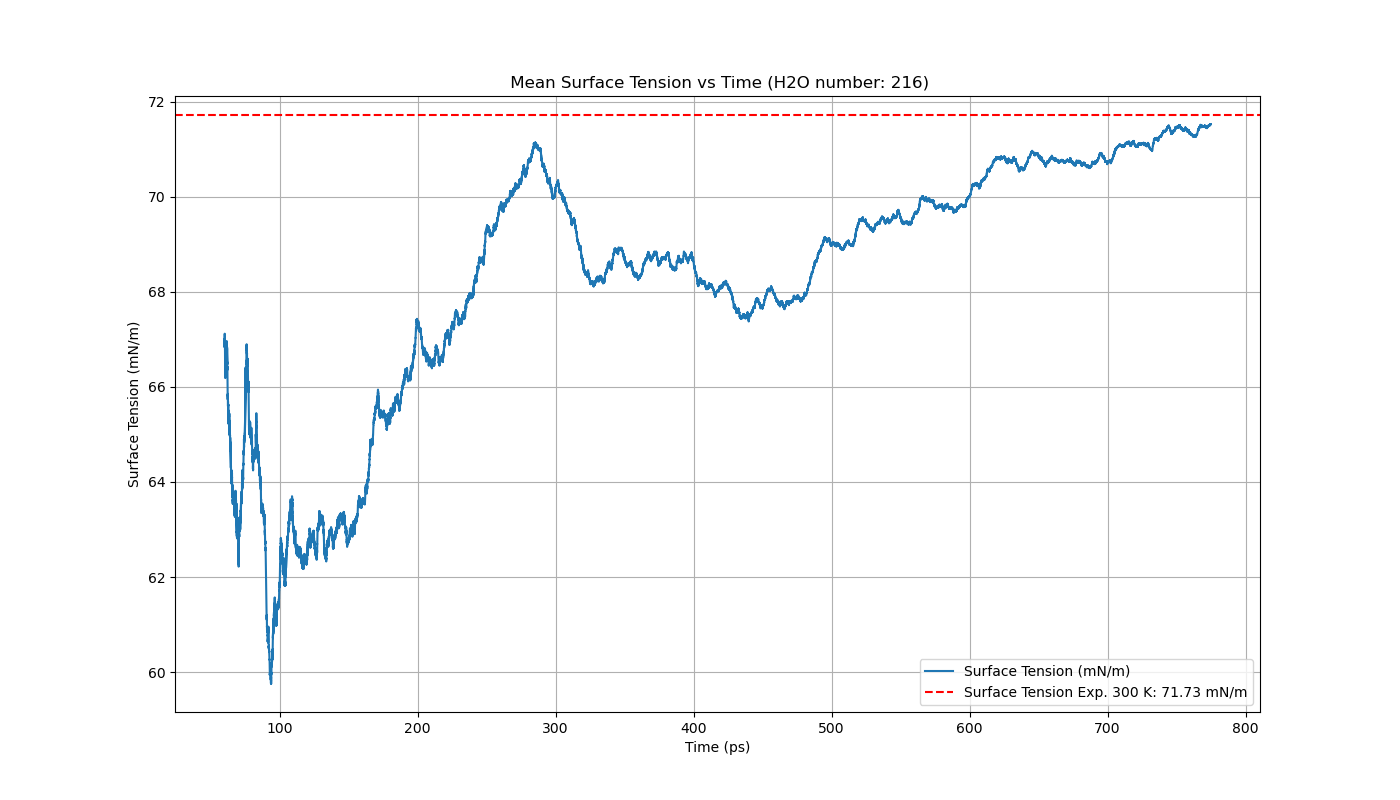 Mean Surface Tension vs Time (H2O number: 216)
72
70
68
66
64
62
60
Surface Tension (mN/m)
Surface Tension (mN/m)
Surface Tension Exp. 300 K: 71.73 mN/m
100 200 300 400 500 600 700 800
Time (ps)